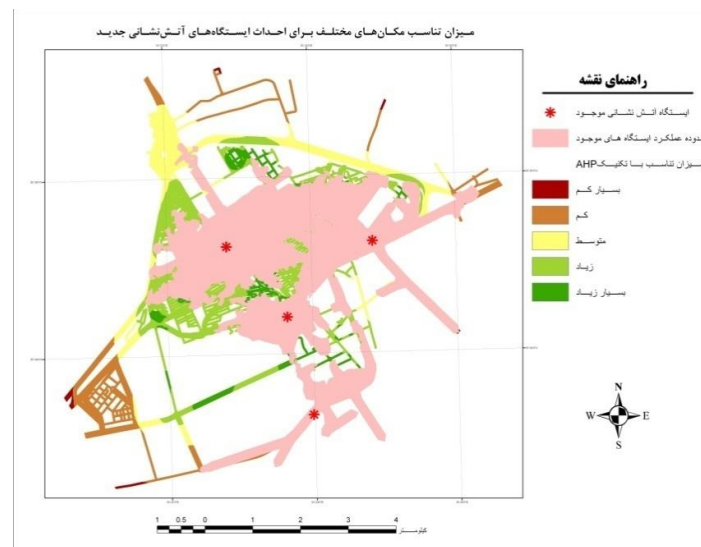 میزان تناسب مکان‌های مختلف برای احداث ایستگاه‌های آتش‌نشانی جدید
راهنمای نقشه
ایستگاه آتش نشانی موجود
دوده عملکرد ایستگاه های موجود
یزان تناسب با تکنیک AHP
بسیار کم
کم
متوسط
زیاد
بسیار زیاد
N
W E
S
1 0.5 0 1 2 3 4
کیلومتر